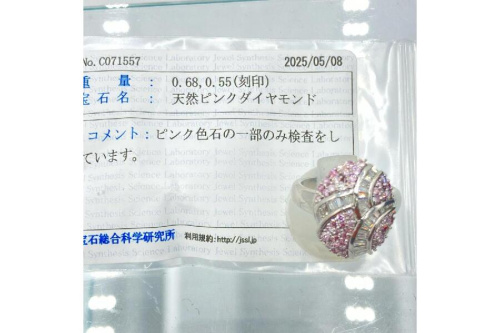 No. C071557 2025/05/08
重量： 0.68,0.55(刻印)
宝石名： 天然ピンクダイヤモンド
コメント：ピンク色石の一部のみ検査をし
ています。
宝石総合科学研究所 利用規約:http://jssl.jp